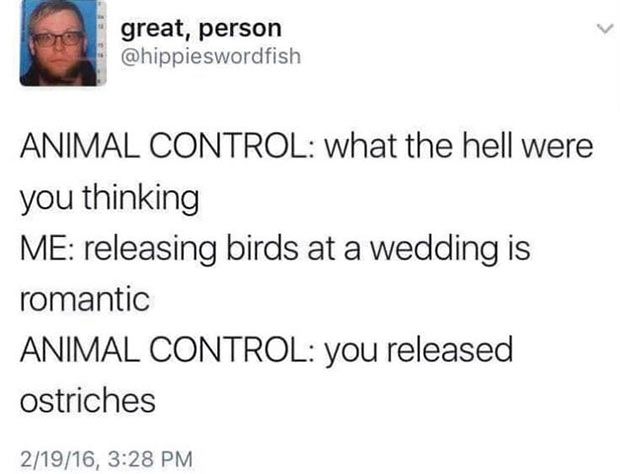 great, person
@hippieswordfish
ANIMAL CONTROL: what the hell were
you thinking
ME: releasing birds at a wedding is
romantic
ANIMAL CONTROL: you released
ostriches
2/19/16, 3:28 PM